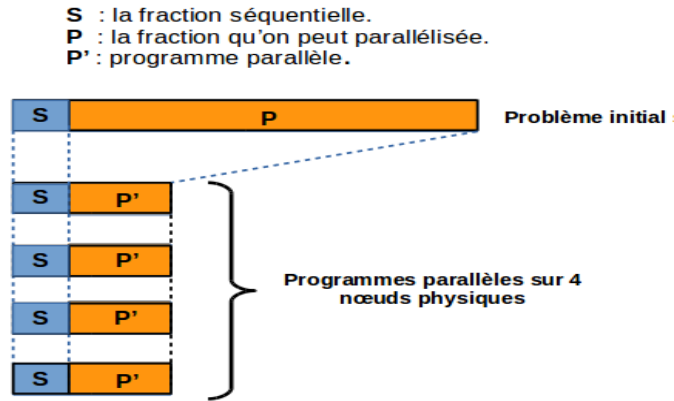 S : la fraction séquentielle.
P : la fraction qu'on peut parallélisée.
P' : programme parallèle.
S P Problème initial
S P'
S P'
Programmes parallèles sur 4
nœuds physiques
S P'
S P'